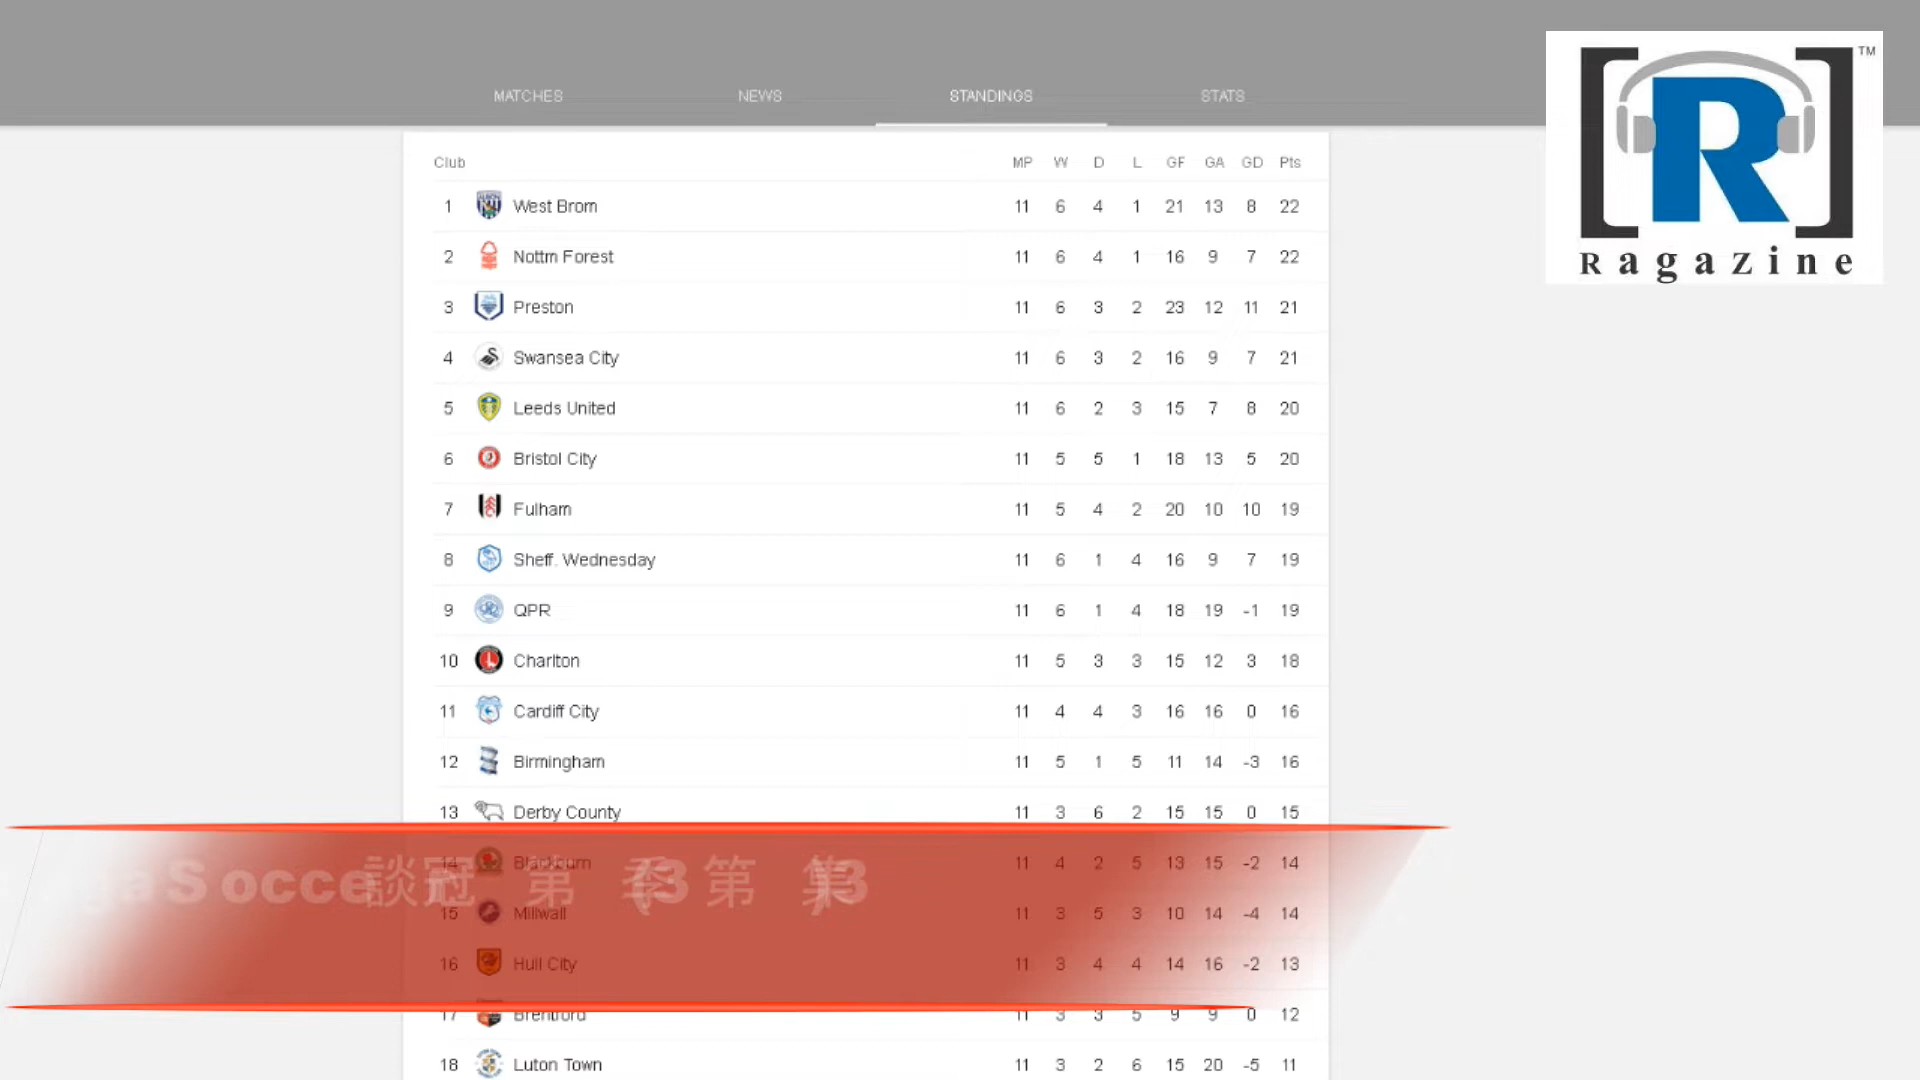 MATCHES NEWS STANDINGS STATS
TM
Ragazine
Club MP W D L GF GA GD Pts
1 West Brom 11 6 4 1 21 13 8 22
2 Nottm Forest 11 6 4 1 16 9 7 22
3 Preston 11 6 3 2 23 12 11 21
4 Swansea City 11 6 3 2 16 9 7 21
5 Leeds United 11 6 2 3 15 7 8 20
6 Bristol City 11 5 5 1 18 13 5 20
7 Fulham 11 5 4 2 20 10 10 19
8 Sheff. Wednesday 11 6 1 4 16 9 7 19
9 QPR 11 6 1 4 18 19 -1 19
10 Charlton 11 5 3 3 15 12 3 18
11 Cardiff City 11 4 4 3 16 16 0 16
12 Birmingham 11 5 1 5 11 14 -3 16
13 Derby County 11 3 6 2 15 15 0 15
14 Blackburn 11 4 2 5 13 15 -2 14
15 Millwall 11 3 5 3 10 14 -4 14
16 Hull City 11 3 4 4 14 16 -2 13
17 Brentford 11 3 3 5 9 9 0 12
18 Luton Town 11 3 2 6 15 20 -5 11